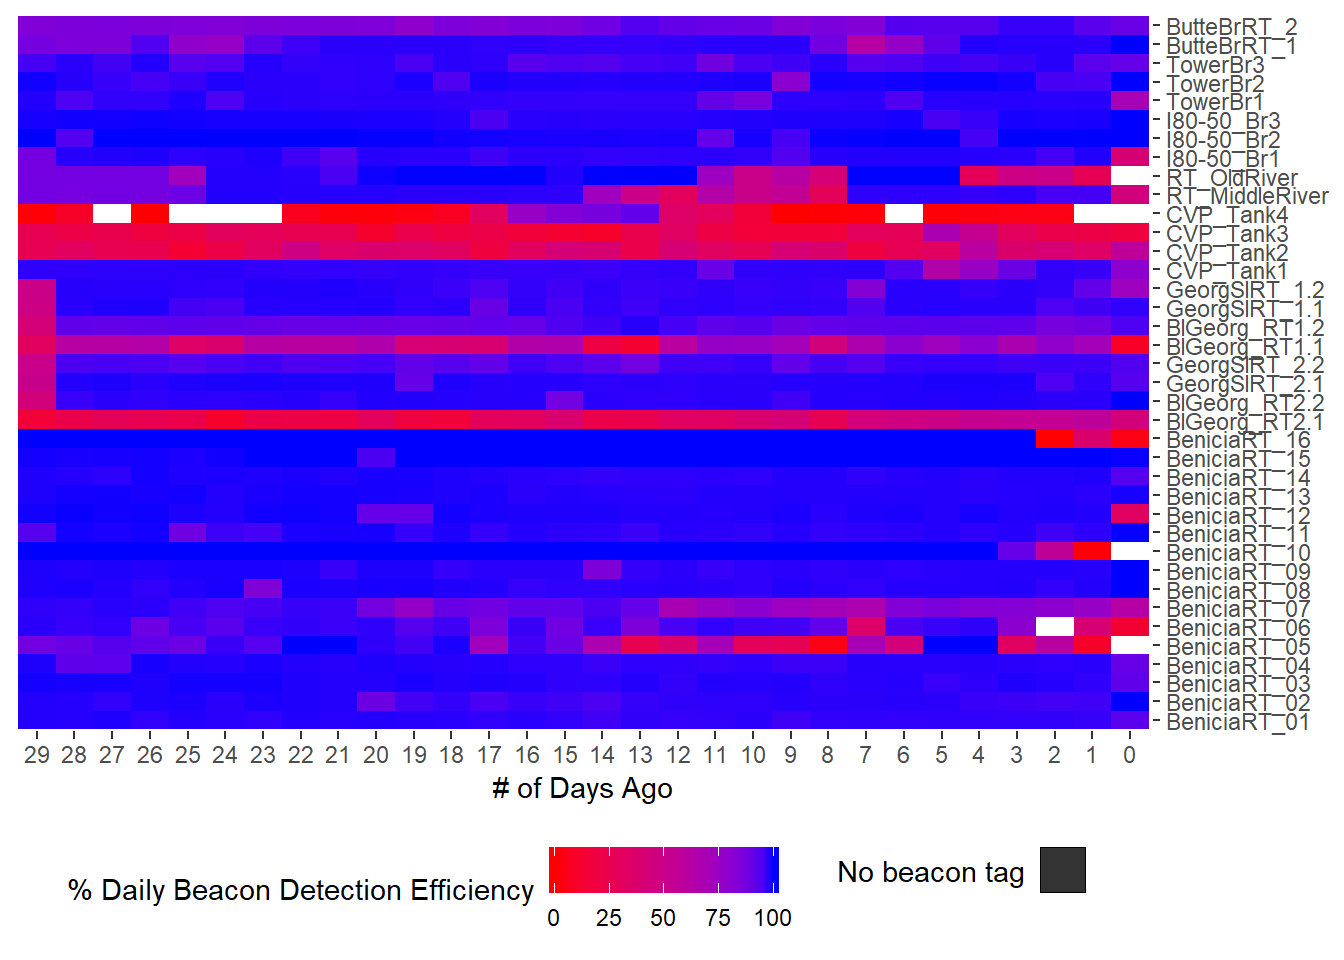 ButteBrRT_2
ButteBrRT_1
TowerBr3
TowerBr2
TowerBr1
I80-50_Br3
I80-50_Br2
I80-50_Br1
RT_OldRiver
RT_MiddleRiver
CVP_Tank4
CVP_Tank3
CVP_Tank2
CVP_Tank1
GeorgSlRT_1.2
GeorgSlRT_1.1
BlGeorg_RT1.2
BlGeorg_RT1.1
GeorgSlRT_2.2
GeorgSlRT_2.1
BlGeorg_RT2.2
BlGeorg_RT2.1
BeniciaRT_16
BeniciaRT_15
BeniciaRT_14
BeniciaRT_13
BeniciaRT_12
BeniciaRT_11
BeniciaRT_10
BeniciaRT_09
BeniciaRT_08
BeniciaRT_07
BeniciaRT_06
BeniciaRT_05
BeniciaRT_04
BeniciaRT_03
BeniciaRT_02
BeniciaRT_01
29 28 27 26 25 24 23 22 21 20 19 18 17 16 15 14 13 12 11 10 9 8 7 6 5 4 3 2 1 0
# of Days Ago
% Daily Beacon Detection Efficiency
0 25 50 75 100
No beacon tag